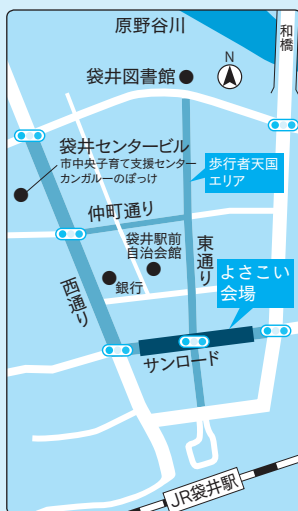 原野谷川
和橋
N
袋井図書館
袋井センタービル
市中央子育て支援センター
カンガルーのぽっけ
歩行者天国
エリア
仲町通り
袋井駅前
自治会館
東通り
銀行
よさこい
会場
西通り
サンロード
JR袋井駅